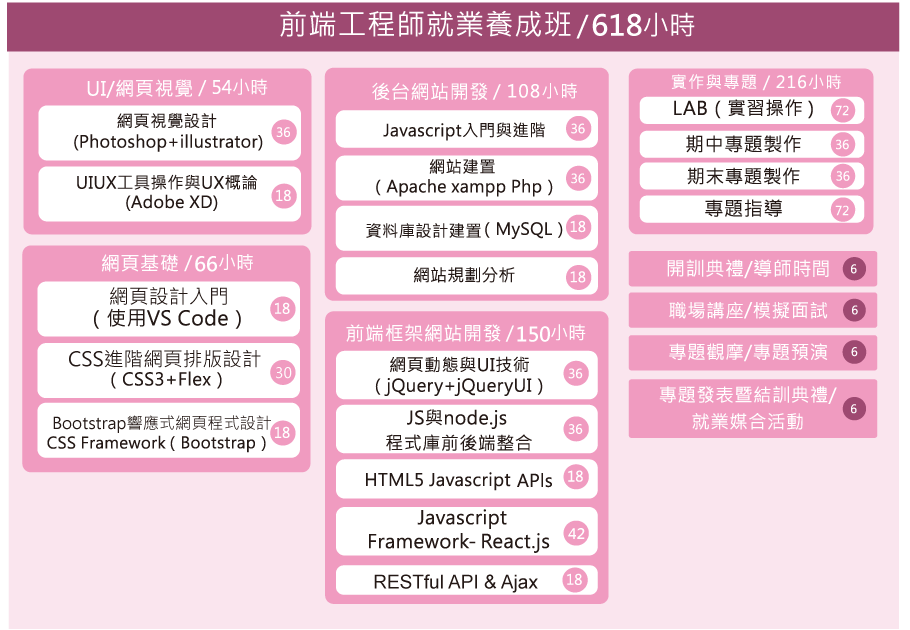 前端工程師就業養成班/618小時
UI/網頁視覺 / 54小時
網頁視覺設計
(Photoshop+illustrator)
36
UIUX工具操作與UX概論
(Adobe XD)
18
網頁基礎 /66小時
網頁設計入門
( 使用VS Code )
18
CSS進階網頁排版設計
( CSS3+Flex )
30
Bootstrap響應式網頁程式設計
CSS Framework ( Bootstrap )
18
後台網站開發 / 108小時
Javascript入門與進階
36
網站建置
( Apache xampp Php )
36
資料庫設計建置( MySQL )
18
網站規劃分析
18
前端框架網站開發 /150小時
網頁動態與UI技術
( jQuery+jQueryUI )
36
JS與node.js
程式庫前後端整合
36
HTML5 Javascript APIs
18
Javascript
Framework- React.js
42
RESTful API & Ajax
18
實作與專題 / 216小時
LAB ( 實習操作 )
72
期中專題製作
36
期末專題製作
36
專題指導
72
開訓典禮/導師時間
6
職場講座/模擬面試
6
專題觀摩/專題預演
6
專題發表暨結訓典禮/
就業媒合活動
6